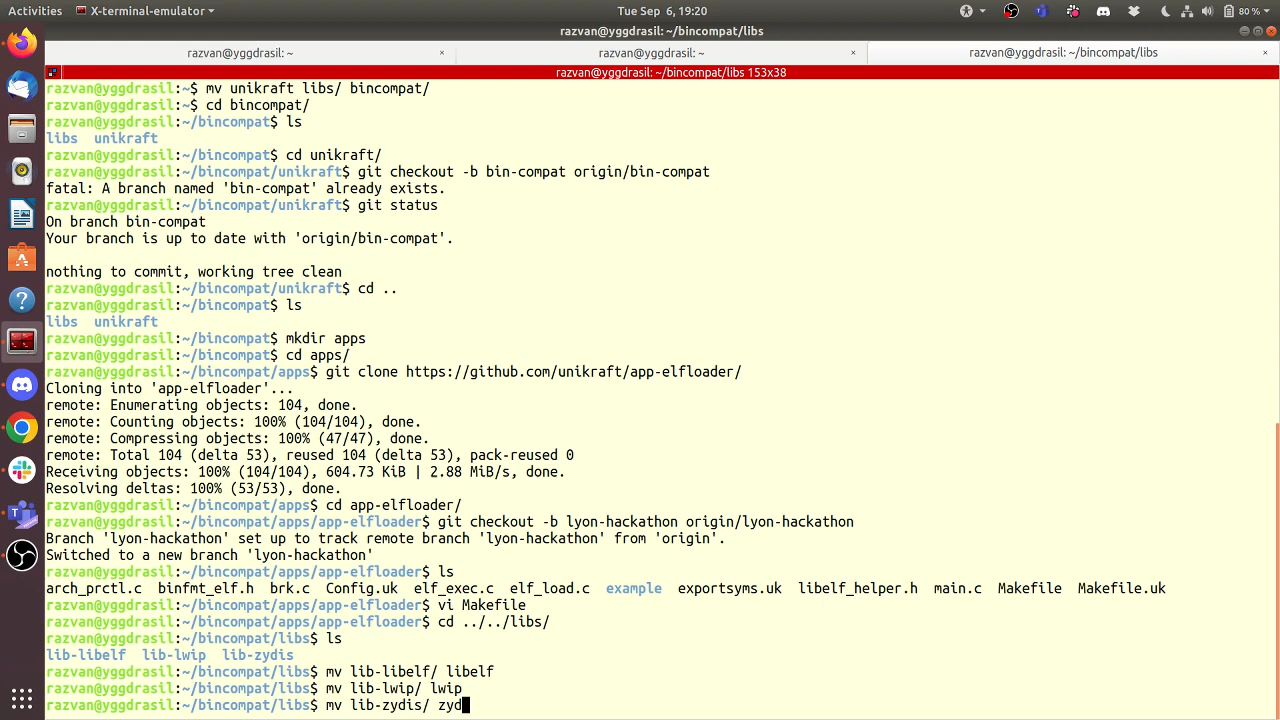 Activities X-terminal-emulator Tue Sep 6, 19:20 80 %
razvan@yggdrasil: ~/bincompat/libs
razvan@yggdrasil: ~ × razvan@yggdrasil: ~ × razvan@yggdrasil: ~/bincompat/libs ×
razvan@yggdrasil: ~/bincompat/libs 153x38
razvan@yggdrasil:~$ mv unikraft libs/ bincompat/
razvan@yggdrasil:~$ cd bincompat/
razvan@yggdrasil:~/bincompat$ ls
libs unikraft
razvan@yggdrasil:~/bincompat$ cd unikraft/
razvan@yggdrasil:~/bincompat/unikraft$ git checkout -b bin-compat origin/bin-compat
fatal: A branch named 'bin-compat' already exists.
razvan@yggdrasil:~/bincompat/unikraft$ git status
On branch bin-compat
Your branch is up to date with 'origin/bin-compat'.
nothing to commit, working tree clean
razvan@yggdrasil:~/bincompat/unikraft$ cd ..
razvan@yggdrasil:~/bincompat$ ls
libs unikraft
razvan@yggdrasil:~/bincompat$ mkdir apps
razvan@yggdrasil:~/bincompat$ cd apps/
razvan@yggdrasil:~/bincompat/apps$ git clone https://github.com/unikraft/app-elfloader/
Cloning into 'app-elfloader'...
remote: Enumerating objects: 104, done.
remote: Counting objects: 100% (104/104), done.
remote: Compressing objects: 100% (47/47), done.
remote: Total 104 (delta 53), reused 104 (delta 53), pack-reused 0
Receiving objects: 100% (104/104), 604.73 KiB | 2.88 MiB/s, done.
Resolving deltas: 100% (53/53), done.
razvan@yggdrasil:~/bincompat/apps$ cd app-elfloader/
razvan@yggdrasil:~/bincompat/apps/app-elfloader$ git checkout -b lyon-hackathon origin/lyon-hackathon
Branch 'lyon-hackathon' set up to track remote branch 'lyon-hackathon' from 'origin'.
Switched to a new branch 'lyon-hackathon'
razvan@yggdrasil:~/bincompat/apps/app-elfloader$ ls
arch_prctl.c binfmt_elf.h brk.c Config.uk elf_exec.c elf_load.c example exportsyms.uk libelf_helper.h main.c Makefile Makefile.uk
razvan@yggdrasil:~/bincompat/apps/app-elfloader$ vi Makefile
razvan@yggdrasil:~/bincompat/apps/app-elfloader$ cd ../../libs/
razvan@yggdrasil:~/bincompat/libs$ ls
lib-libelf lib-lwip lib-zydis
razvan@yggdrasil:~/bincompat/libs$ mv lib-libelf/ libelf
razvan@yggdrasil:~/bincompat/libs$ mv lib-lwip/ lwip
razvan@yggdrasil:~/bincompat/libs$ mv lib-zydis/ zyd